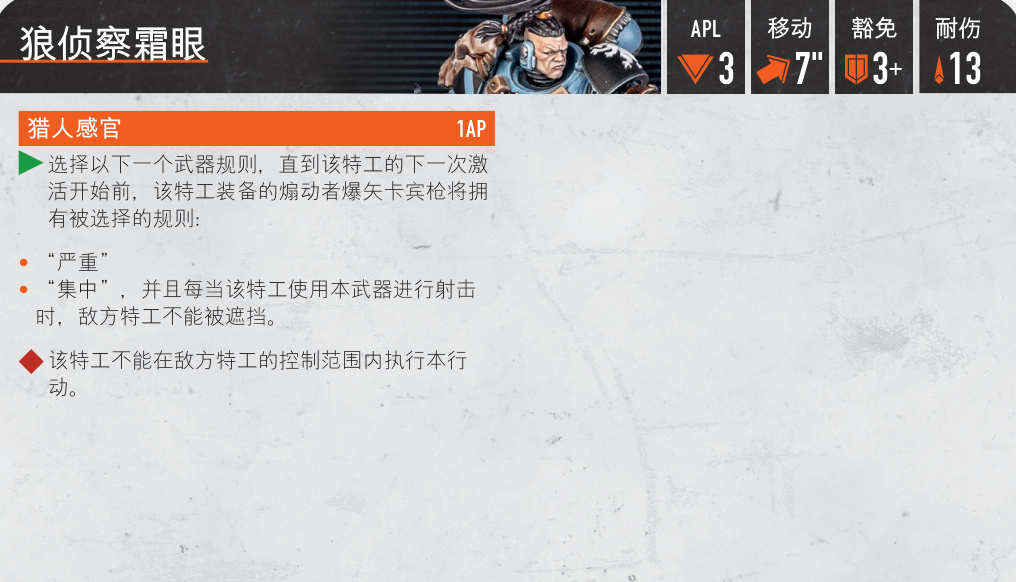 狼侦察霜眼
APL 3
移动 7"
豁免 3+
耐伤 13
猎人感官 1AP
选择以下一个武器规则，直到该特工的下一次激
活开始前，该特工装备的煽动者爆矢卡宾枪将拥
有被选择的规则:
• “严重”
• “集中”，并且每当该特工使用本武器进行射击
时，敌方特工不能被遮挡。
该特工不能在敌方特工的控制范围内执行本行
动。